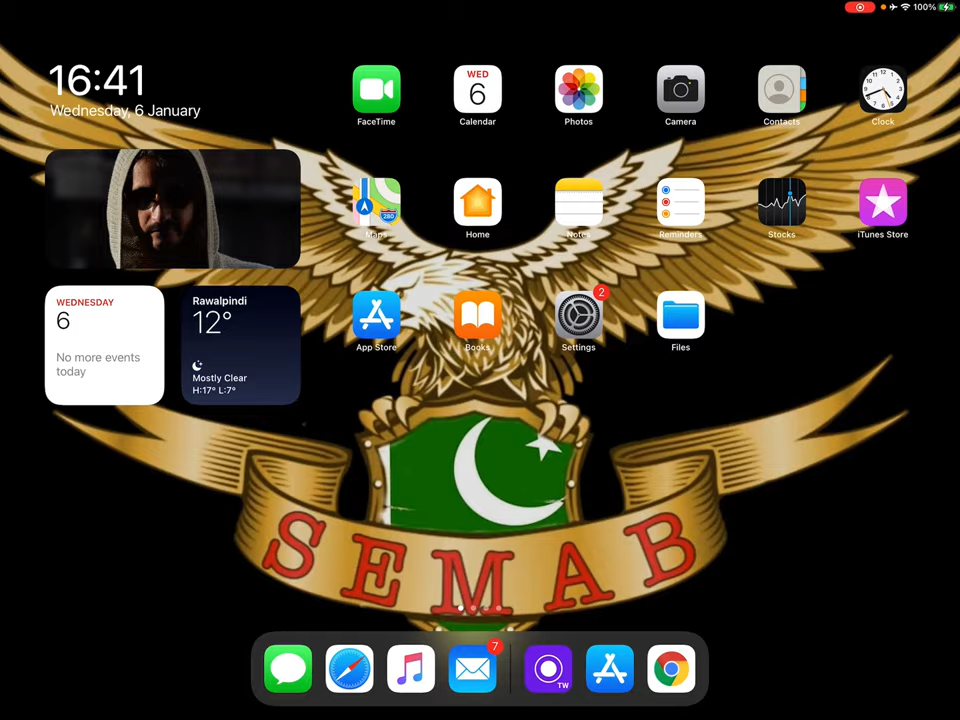 100%
16:41
Wednesday, 6 January
FaceTime
WED
6
Calendar
Photos
Camera
Contacts
Clock
Maps
280
Home
Notes
Reminders
Stocks
iTunes Store
WEDNESDAY
6
No more events
today
Rawalpindi
12°
Mostly Clear
H:17° L:7°
App Store
Books
2
Settings
Files
SEMAB
7
TW